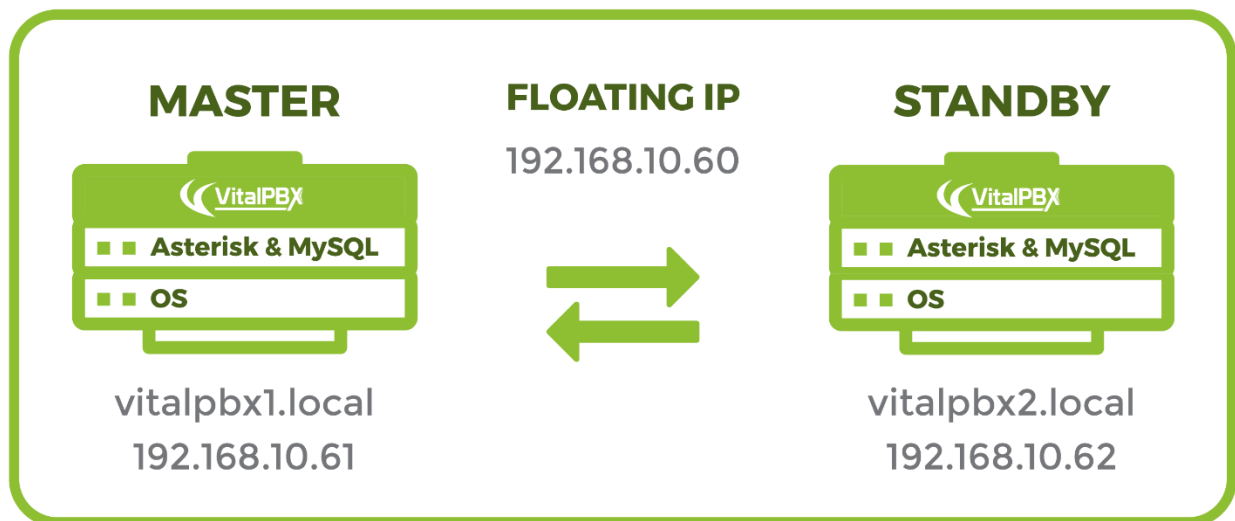 MASTER
VitalPBX
Asterisk & MySQL
OS
vitalpbx1.local
192.168.10.61
FLOATING IP
192.168.10.60
STANDBY
VitalPBX
Asterisk & MySQL
OS
vitalpbx2.local
192.168.10.62